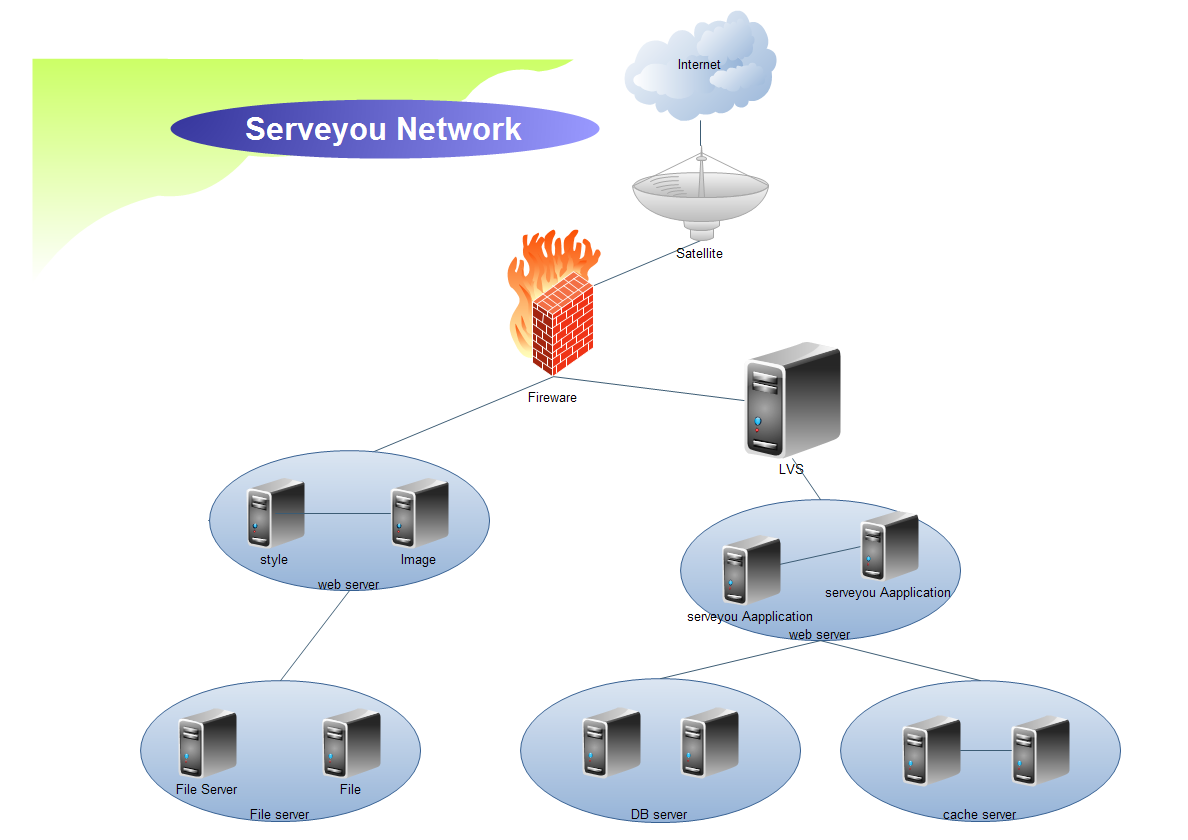 Internet
Serveyou Network
Satellite
Fireware
LVS
style
Image
web server
serveyou Aapplication
serveyou Aapplication
web server
File Server
File
File server
DB server
cache server